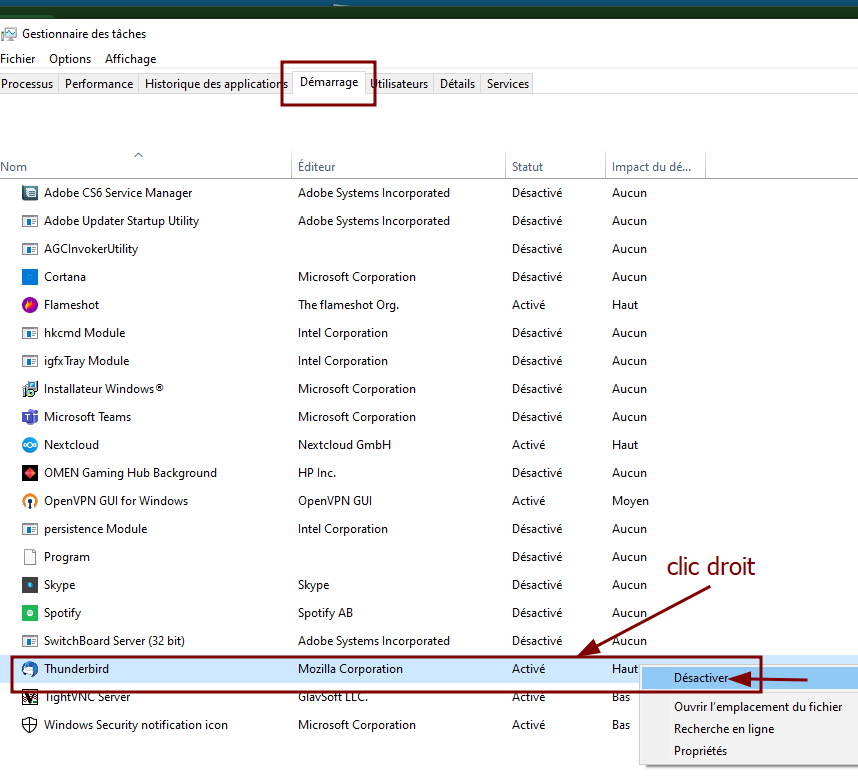 Gestionnaire des tâches
Fichier Options Affichage
Processus Performance Historique des applications Démarrage Utilisateurs Détails Services
Nom Éditeur Statut Impact du dé...
Adobe CS6 Service Manager Adobe Systems Incorporated Désactivé Aucun
Adobe Updater Startup Utility Adobe Systems Incorporated Désactivé Aucun
AGCInvokerUtility Désactivé Aucun
Cortana Microsoft Corporation Désactivé Aucun
Flameshot The flameshot Org. Activé Haut
hkcmd Module Intel Corporation Désactivé Aucun
igfxTray Module Intel Corporation Désactivé Aucun
Installateur Windows® Microsoft Corporation Désactivé Aucun
Microsoft Teams Microsoft Corporation Désactivé Aucun
Nextcloud Nextcloud GmbH Activé Haut
OMEN Gaming Hub Background HP Inc. Désactivé Aucun
OpenVPN GUI for Windows OpenVPN GUI Activé Moyen
persistence Module Intel Corporation Désactivé Aucun
Program Désactivé Aucun
clic droit
Skype Skype Désactivé Aucun
Spotify Spotify AB Désactivé Aucun
SwitchBoard Server (32 bit) Adobe Systems Incorporated Désactivé Aucun
Thunderbird Mozilla Corporation Activé Haut
Désactiver
TightVNC Server GlavSoft LLC. Activé Bas
Ouvrir l'emplacement du fichier
Windows Security notification icon Microsoft Corporation Activé Bas
Recherche en ligne
Propriétés